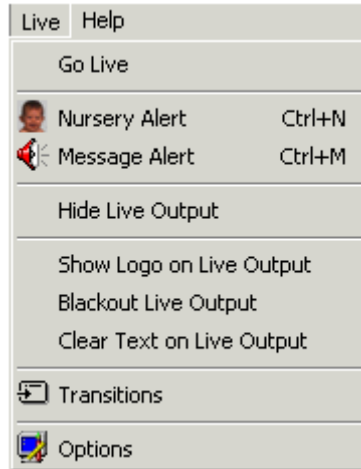 Live Help
Go Live
Nursery Alert Ctrl+N
Message Alert Ctrl+M
Hide Live Output
Show Logo on Live Output
Blackout Live Output
Clear Text on Live Output
Transitions
Options